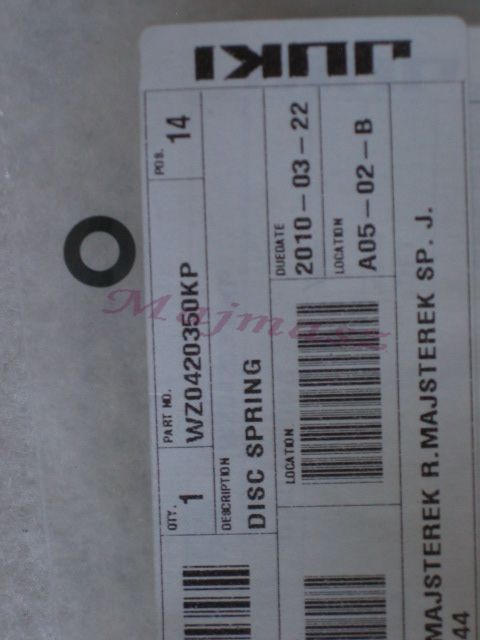 JUKI
QTY.
1
PART NO.
WZ0420350KP
POS.
14
DESCRIPTION
DISC SPRING
DUEDATE
2010-03-22
LOCATION
LOCATION
A05-02-B
MAJSTEREK R.MAJSTEREK SP. J.
44
Majmasz